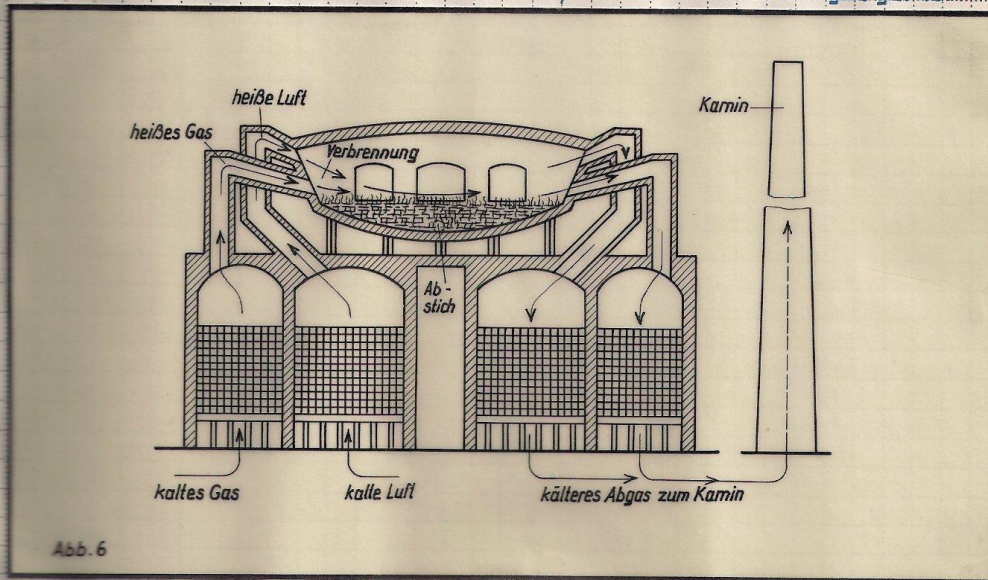 heiße Luft
heißes Gas
Verbrennung
Kamin
Ab-
stich
kaltes Gas
kalte Luft
kälteres Abgas zum Kamin
Abb. 6